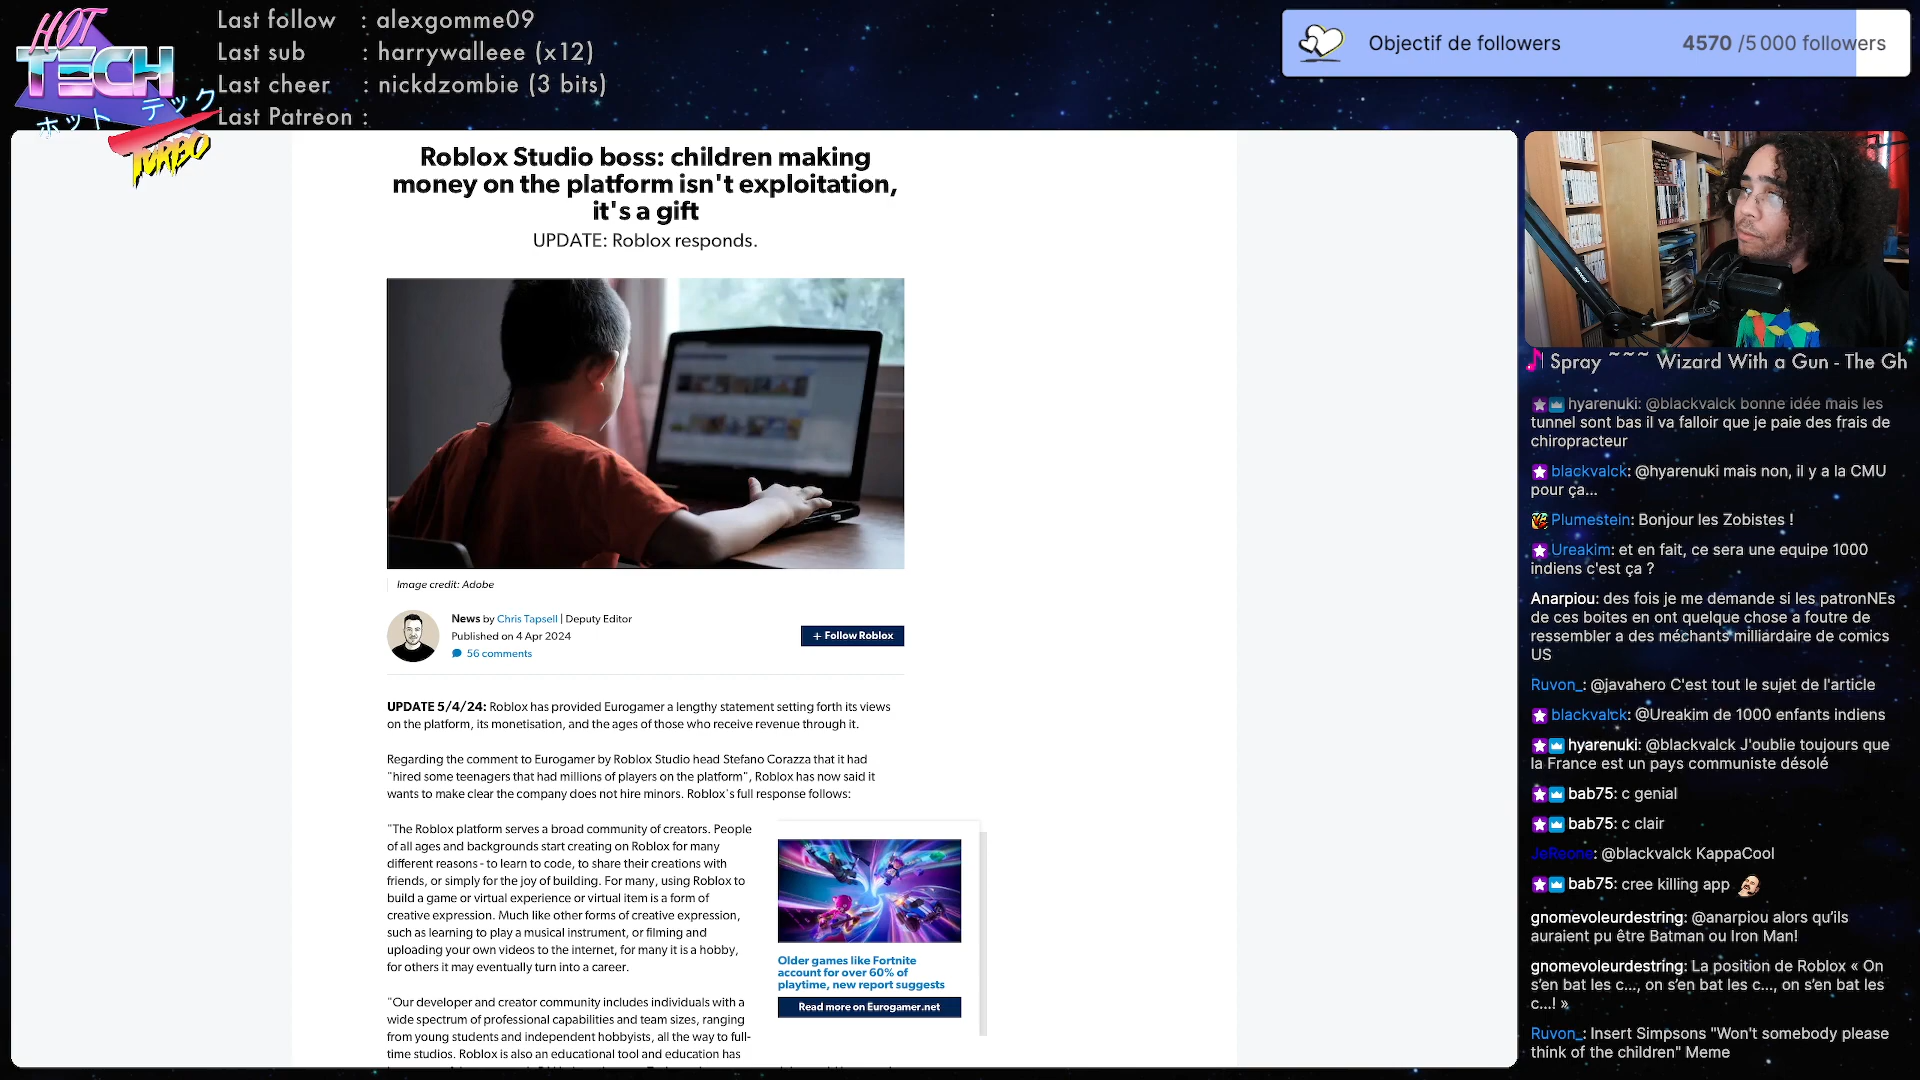 HOT
TECH
ホット テック
TURBO
Last follow : alexgomme09
Last sub : harrywalleee (x12)
Last cheer : nickdzombie (3 bits)
Last Patreon :
Objectif de followers
4570 /5 000 followers
Roblox Studio boss: children making
money on the platform isn't exploitation,
it's a gift
UPDATE: Roblox responds.
Image credit: Adobe
News by Chris Tapsell | Deputy Editor
Published on 4 Apr 2024
56 comments
+ Follow Roblox
UPDATE 5/4/24: Roblox has provided Eurogamer a lengthy statement setting forth its views
on the platform, its monetisation, and the ages of those who receive revenue through it.
Regarding the comment to Eurogamer by Roblox Studio head Stefano Corazza that it had
"hired some teenagers that had millions of players on the platform", Roblox has now said it
wants to make clear the company does not hire minors. Roblox's full response follows:
"The Roblox platform serves a broad community of creators. People
of all ages and backgrounds start creating on Roblox for many
different reasons - to learn to code, to share their creations with
friends, or simply for the joy of building. For many, using Roblox to
build a game or virtual experience or virtual item is a form of
creative expression. Much like other forms of creative expression,
such as learning to play a musical instrument, or filming and
uploading your own videos to the internet, for many it is a hobby,
for others it may eventually turn into a career.
"Our developer and creator community includes individuals with a
wide spectrum of professional capabilities and team sizes, ranging
from young students and independent hobbyists, all the way to full-
time studios. Roblox is also an educational tool and education has
Older games like Fortnite
account for over 60% of
playtime, new report suggests
Read more on Eurogamer.net
Spray ~~~ Wizard With a Gun - The Gh
hyarenuki: @blackvalck bonne idée mais les
tunnel sont bas il va falloir que je paie des frais de
chiropracteur
blackvalck: @hyarenuki mais non, il y a la CMU
pour ça...
Plumestein: Bonjour les Zobistes !
Ureakim: et en fait, ce sera une equipe 1000
indiens c'est ça ?
Anarpiou: des fois je me demande si les patronNEs
de ces boites en ont quelque chose a foutre de
ressembler a des méchants milliardaire de comics
US
Ruvon_: @javahero C'est tout le sujet de l'article
blackvalck: @Ureakim de 1000 enfants indiens
hyarenuki: @blackvalck J'oublie toujours que
la France est un pays communiste désolé
bab75: c genial
bab75: c clair
JeReone: @blackvalck KappaCool
bab75: cree killing app
gnomevoleurdestring: @anarpiou alors qu'ils
auraient pu être Batman ou Iron Man!
gnomevoleurdestring: La position de Roblox « On
s'en bat les c..., on s'en bat les c..., on s'en bat les
c...! »
Ruvon_: Insert Simpsons "Won't somebody please
think of the children" Meme